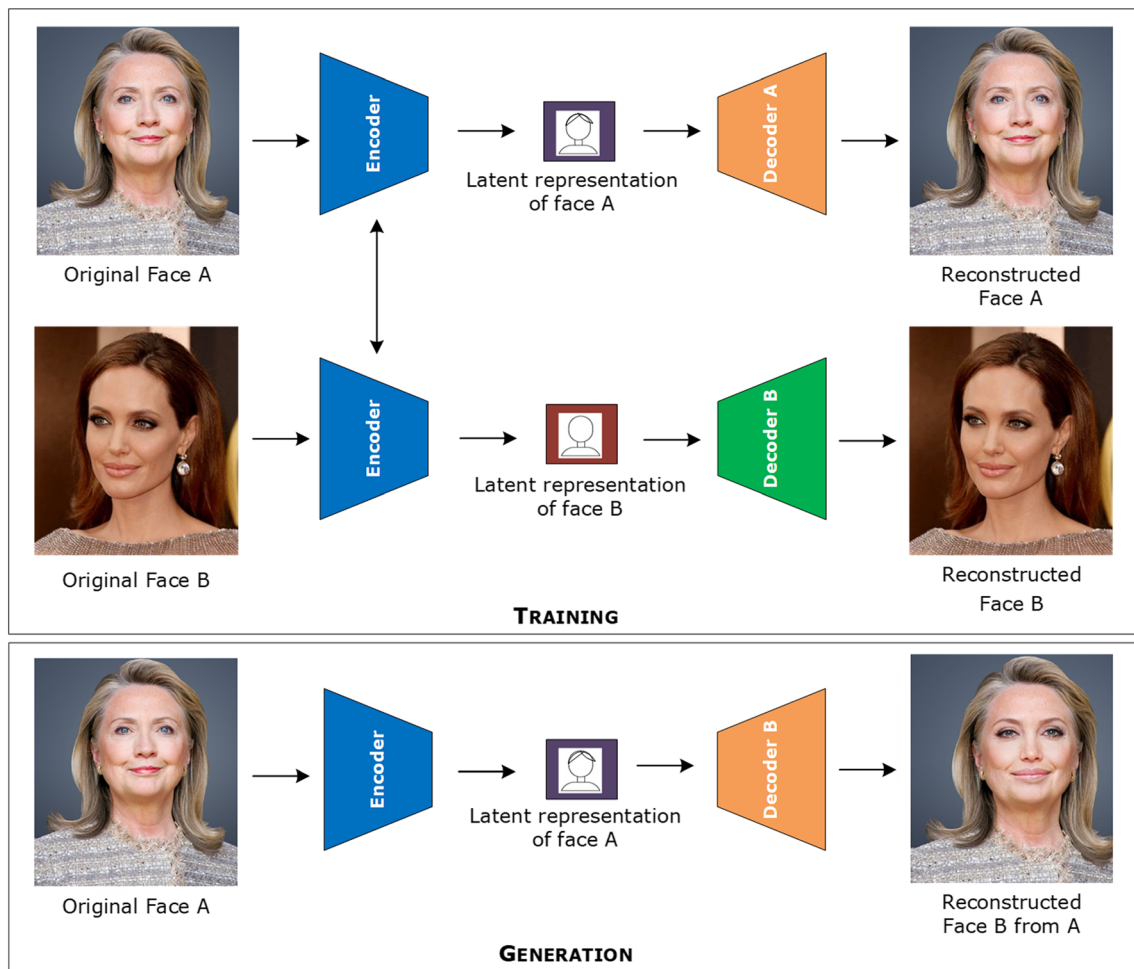 Encoder
Decoder A
Latent representation
of face A
Original Face A
Reconstructed
Face A
Encoder
Decoder B
Latent representation
of face B
Original Face B
Reconstructed
Face B
TRAINING
Encoder
Decoder B
Latent representation
of face A
Original Face A
Reconstructed
Face B from A
GENERATION